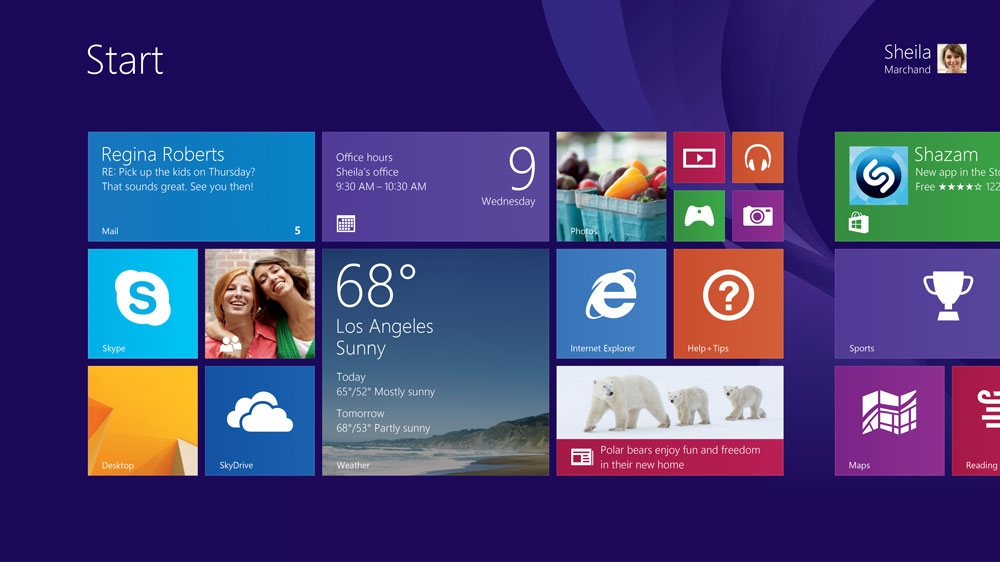 Start
Sheila
Marchand
Regina Roberts
RE: Pick up the kids on Thursday?
That sounds great. See you then!
Mail
5
Office hours
Sheila's office
9:30 AM – 10:30 AM
9
Wednesday
Photos
Shazam
New app in the Sto
Free ★★★★☆ 122
S
Skype
68°
Los Angeles
Sunny
Today
65°/52° Mostly sunny
Tomorrow
68°/53° Partly sunny
Weather
Internet Explorer
?
Help+Tips
Sports
Desktop
SkyDrive
Polar bears enjoy fun and freedom
in their new home
Maps
Reading